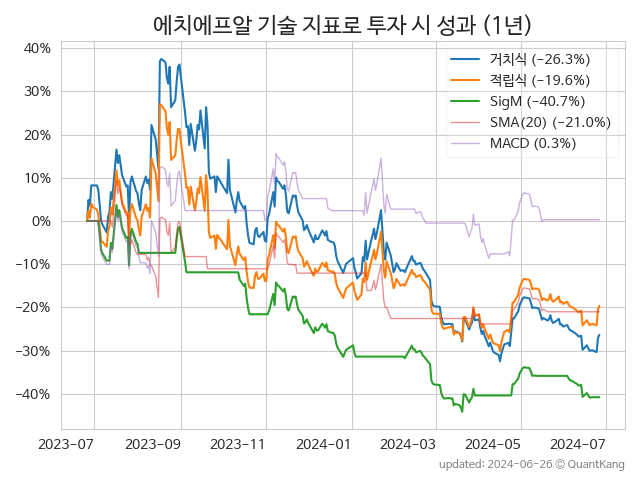 에치에프알 기술 지표로 투자 시 성과 (1년)
거치식 (−26.3%)
적립식 (−19.6%)
SigM (−40.7%)
SMA(20) (−21.0%)
MACD (0.3%)
40%
30%
20%
10%
0%
−10%
−20%
−30%
−40%
2023-07
2023-09
2023-11
2024-01
2024-03
2024-05
2024-07
updated: 2024-06-26 © QuantKang